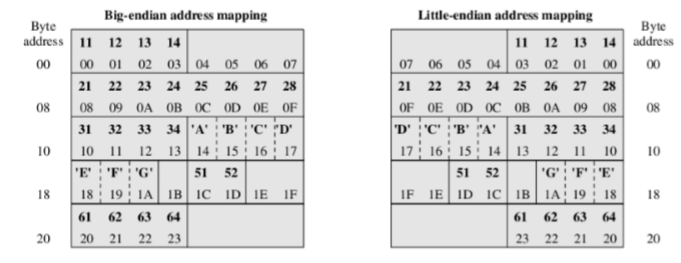 Big-endian address mapping
Little-endian address mapping
Byte address
Byte address
11 12 13 14
11 12 13 14
00 00 01 02 03 04 05 06 07
07 06 05 04 03 02 01 00 00
21 22 23 24 25 26 27 28
21 22 23 24 25 26 27 28
08 08 09 0A 0B 0C 0D 0E 0F
0F 0E 0D 0C 0B 0A 09 08 08
31 32 33 34 'A' 'B' 'C' 'D'
'D' 'C' 'B' 'A' 31 32 33 34
10 10 11 12 13 14 15 16 17
17 16 15 14 13 12 11 10 10
'E' 'F' 'G' 51 52
51 52 'G' 'F' 'E'
18 18 19 1A 1B 1C 1D 1E 1F
1F 1E 1D 1C 1B 1A 19 18 18
61 62 63 64
61 62 63 64
20 20 21 22 23
23 22 21 20 20